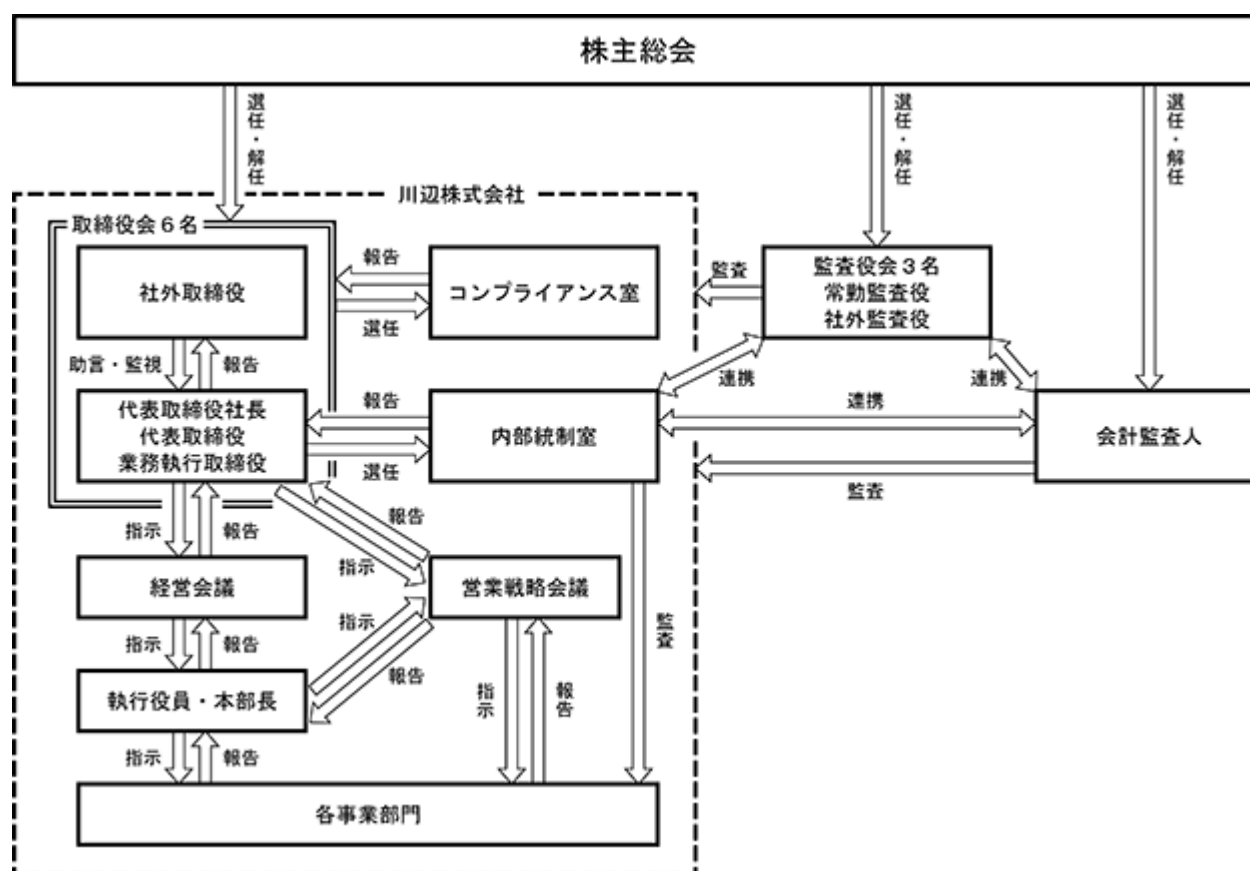 株主総会
選任・解任
選任・解任
選任・解任
川辺株式会社
取締役会6名
社外取締役
報告
選任
コンプライアンス室
監査
監査役会3名
常勤監査役
社外監査役
助言・監視
報告
連携
連携
代表取締役社長
代表取締役
業務執行取締役
報告
選任
内部統制室
連携
会計監査人
監査
指示
報告
報告
指示
経営会議
営業戦略会議
指示
報告
指示
報告
監査
執行役員・本部長
指示
報告
指示
報告
各事業部門